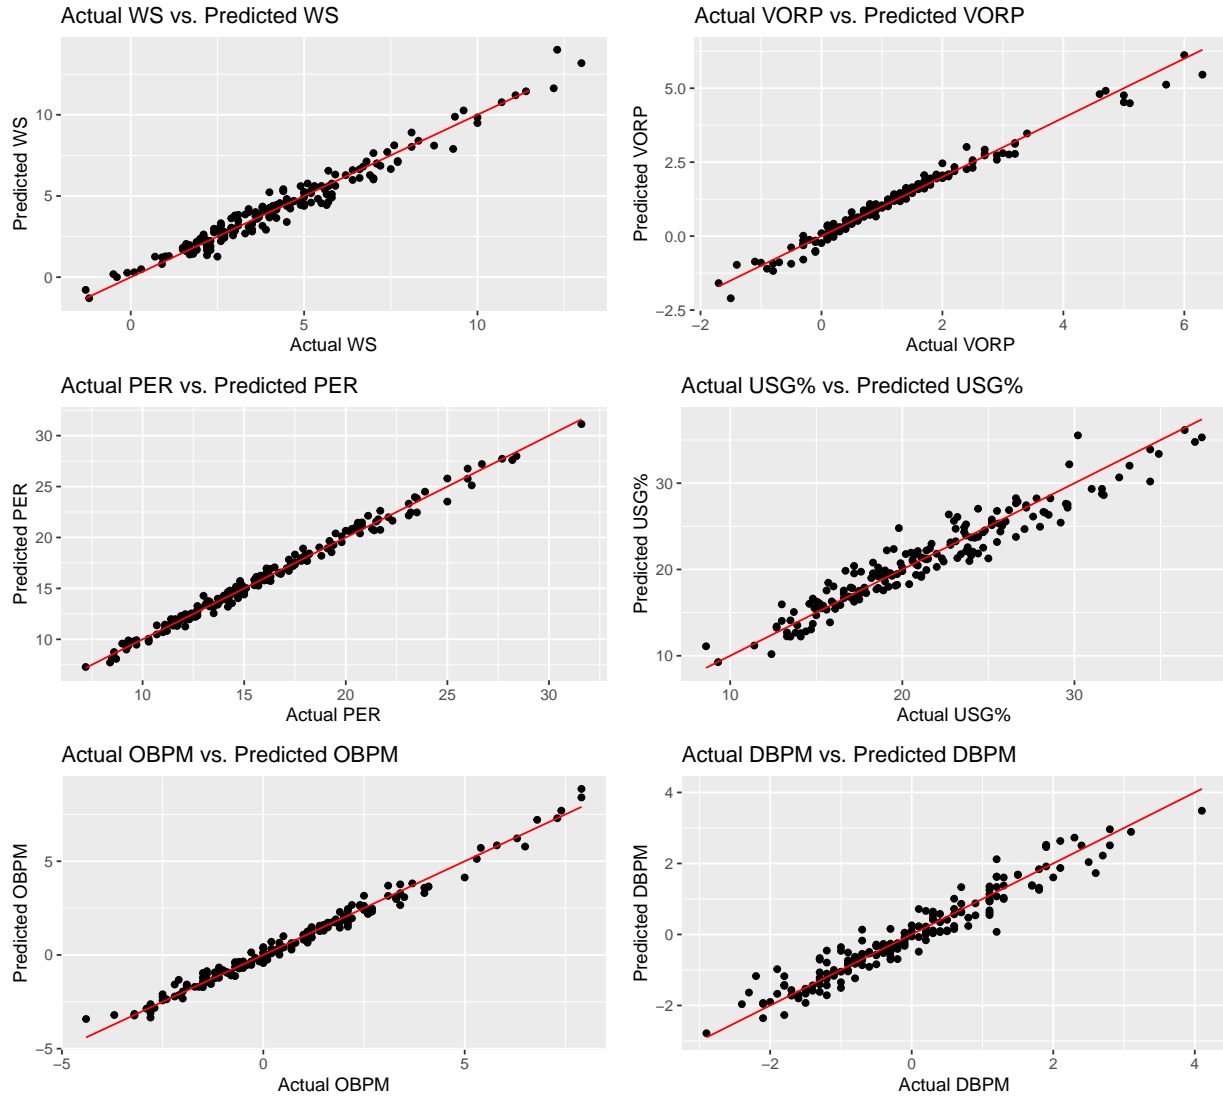 Actual WS vs. Predicted WS
Predicted WS
10
5
0
0 5 10
Actual WS
Actual VORP vs. Predicted VORP
Predicted VORP
5.0
2.5
0.0
−2.5
−2 0 2 4 6
Actual VORP
Actual PER vs. Predicted PER
Predicted PER
30
25
20
15
10
10 15 20 25 30
Actual PER
Actual USG% vs. Predicted USG%
Predicted USG%
30
20
10
10 20 30
Actual USG%
Actual OBPM vs. Predicted OBPM
Predicted OBPM
5
0
−5
−5 0 5
Actual OBPM
Actual DBPM vs. Predicted DBPM
Predicted DBPM
4
2
0
−2
−2 0 2 4
Actual DBPM